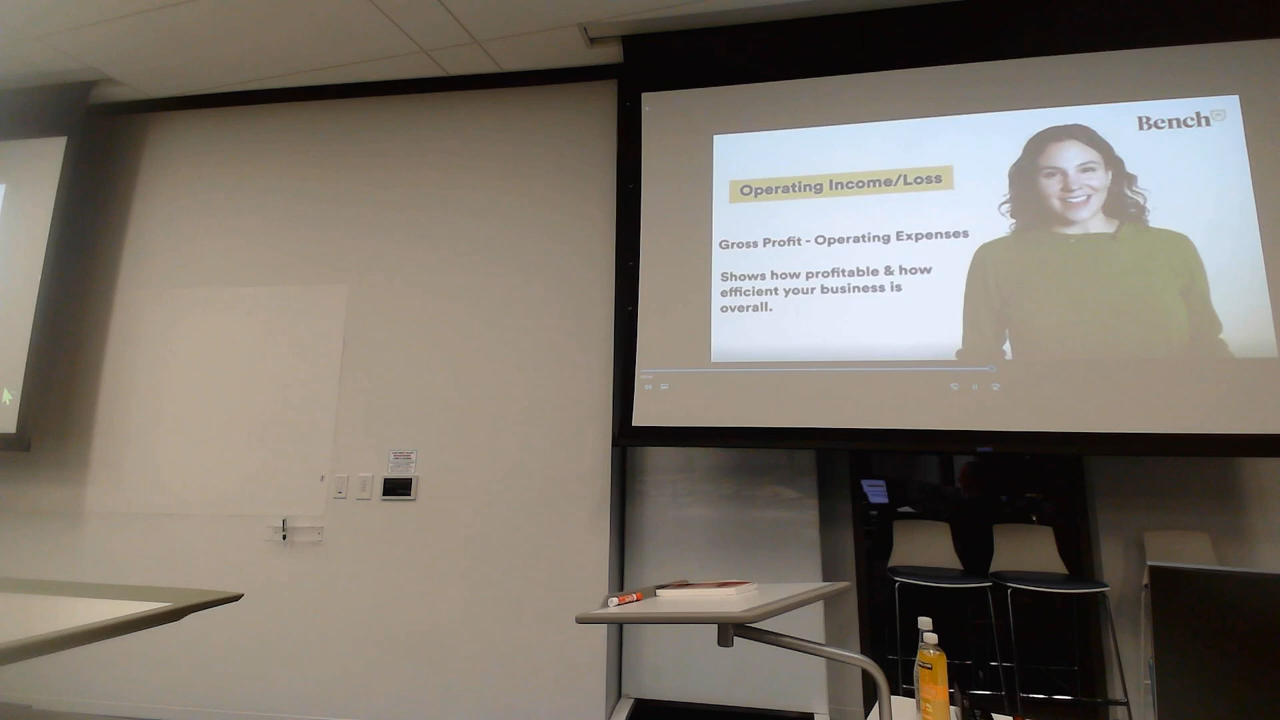 Bench
Operating Income/Loss
Gross Profit - Operating Expenses
Shows how profitable & how
efficient your business is
overall.